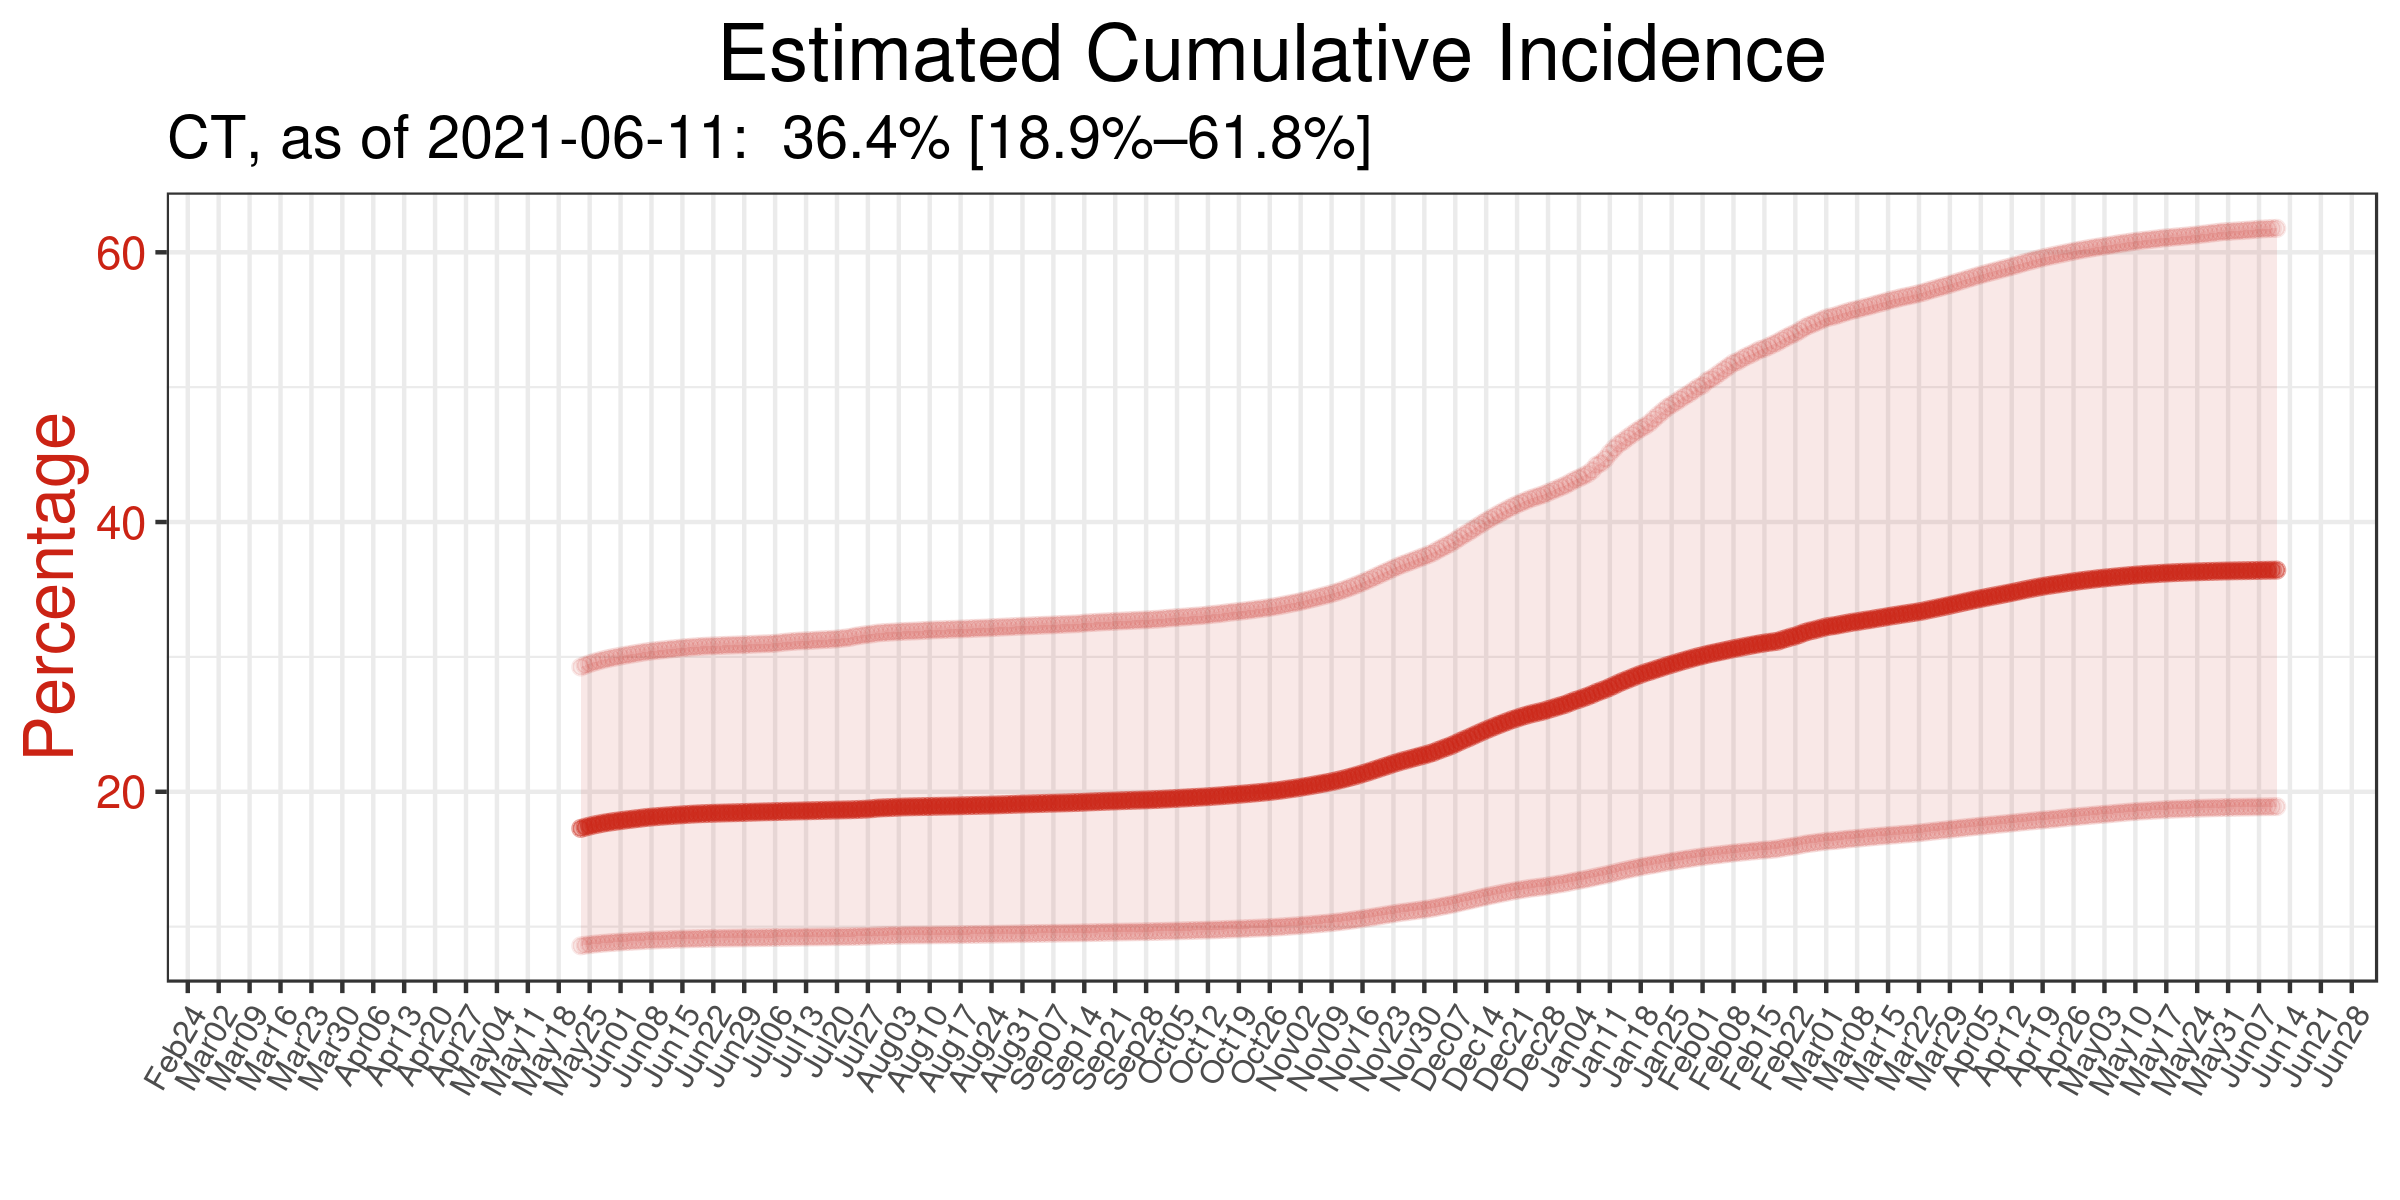 Estimated Cumulative Incidence
CT, as of 2021-06-11:  36.4% [18.9%–61.8%]
Percentage
60
40
20
Feb24
Mar02
Mar09
Mar16
Mar23
Mar30
Apr06
Apr13
Apr20
Apr27
May04
May11
May18
May25
Jun01
Jun08
Jun15
Jun22
Jun29
Jul06
Jul13
Jul20
Jul27
Aug03
Aug10
Aug17
Aug24
Aug31
Sep07
Sep14
Sep21
Sep28
Oct05
Oct12
Oct19
Oct26
Nov02
Nov09
Nov16
Nov23
Nov30
Dec07
Dec14
Dec21
Dec28
Jan04
Jan11
Jan18
Jan25
Feb01
Feb08
Feb15
Feb22
Mar01
Mar08
Mar15
Mar22
Mar29
Apr05
Apr12
Apr19
Apr26
May03
May10
May17
May24
May31
Jun07
Jun14
Jun21
Jun28